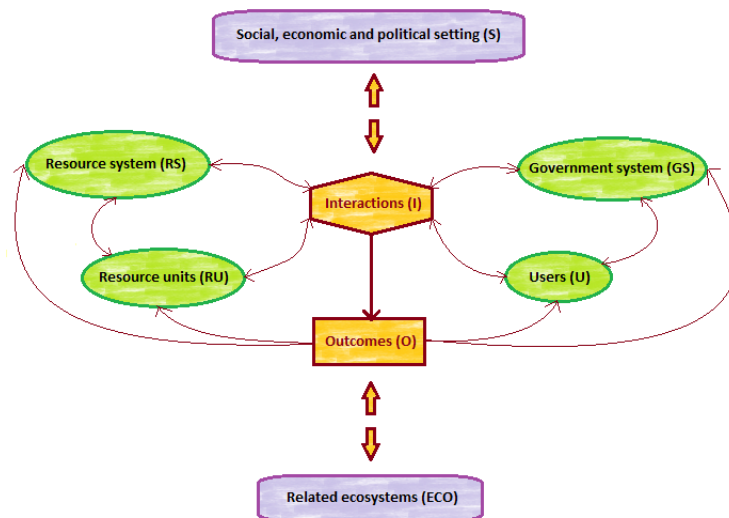 Social, economic and political setting (S)
Resource system (RS)
Government system (GS)
Interactions (I)
Resource units (RU)
Users (U)
Outcomes (O)
Related ecosystems (ECO)